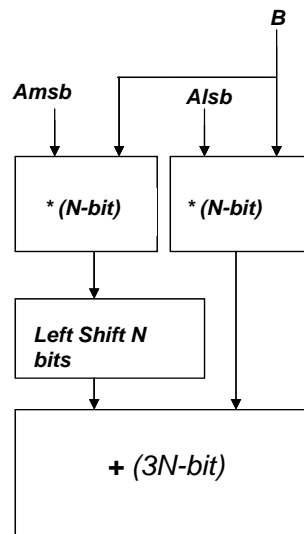 B
Amsb
Alsb
* (N-bit)
* (N-bit)
Left Shift N
bits
+ (3N-bit)